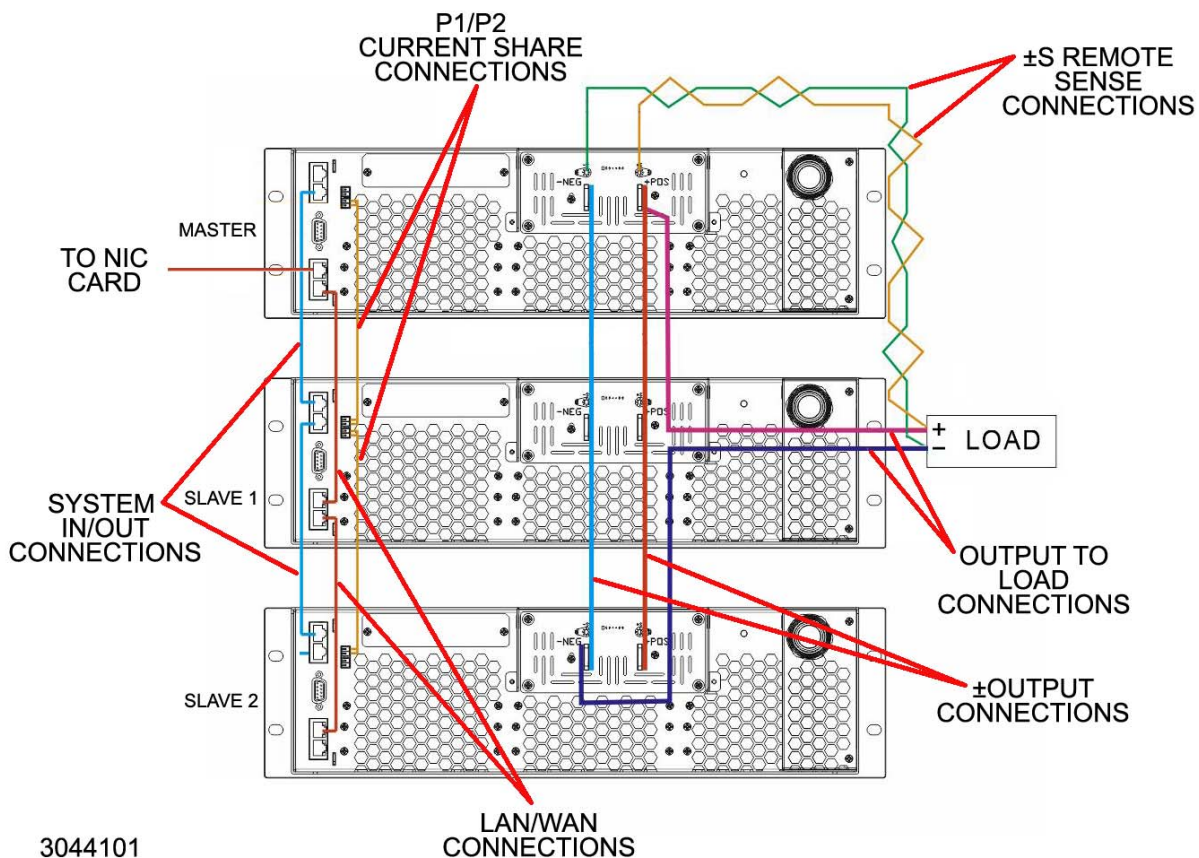 P1/P2
CURRENT SHARE
CONNECTIONS
±S REMOTE
SENSE
CONNECTIONS
-NEG
+POS
MASTER
TO NIC
CARD
-NEG
+POS
+
− LOAD
SLAVE 1
SYSTEM
IN/OUT
CONNECTIONS
OUTPUT TO
LOAD
CONNECTIONS
-NEG
+POS
SLAVE 2
±OUTPUT
CONNECTIONS
LAN/WAN
CONNECTIONS
3044101